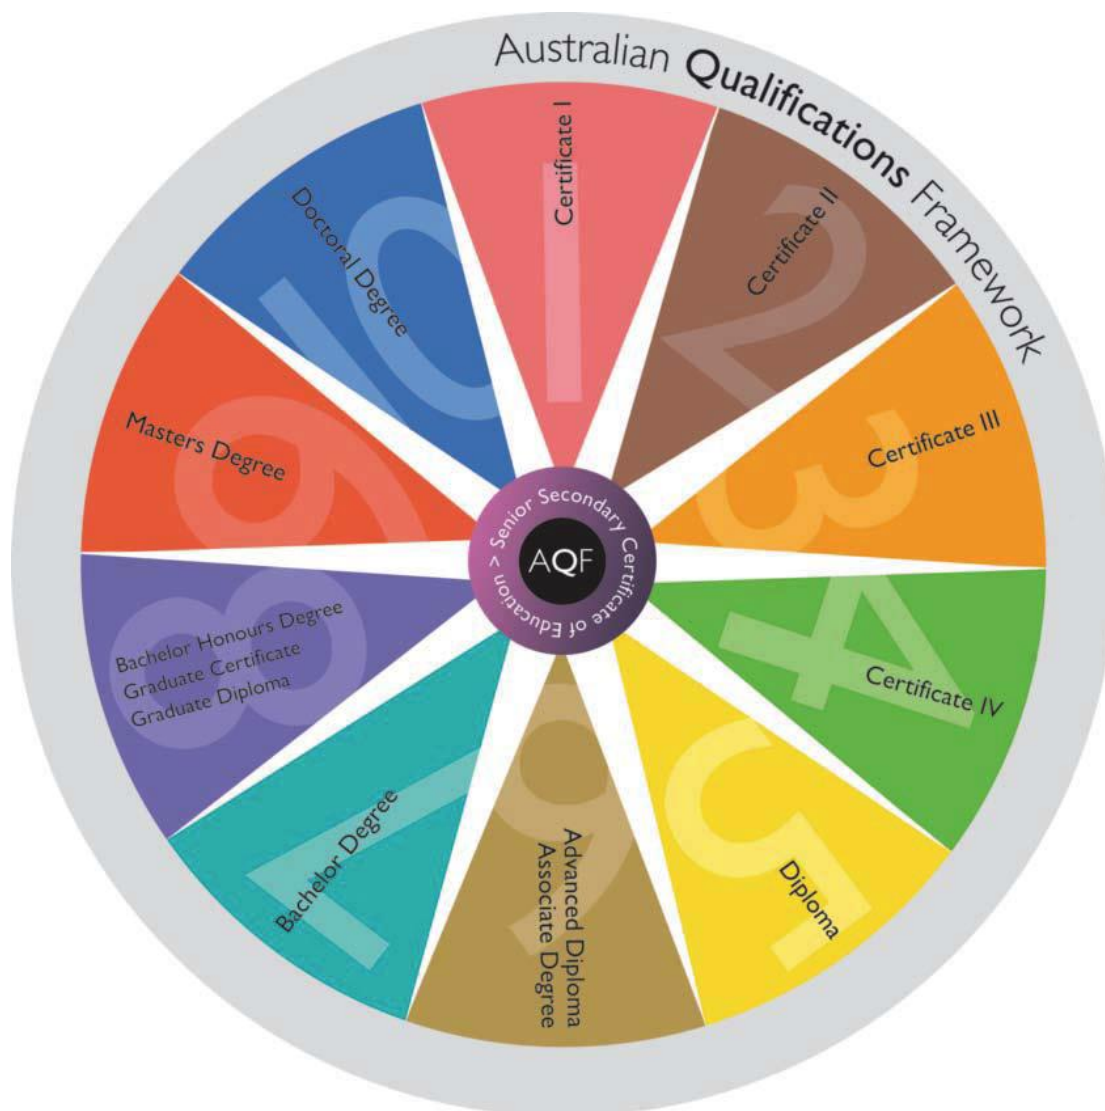 Australian Qualifications Framework
1
Certificate I
2
Certificate II
3
Certificate III
4
Certificate IV
5
Diploma
6
Advanced Diploma
Associate Degree
7
Bachelor Degree
8
Bachelor Honours Degree
Graduate Certificate
Graduate Diploma
9
Masters Degree
10
Doctoral Degree
AQF
Senior Secondary Certificate of Education >